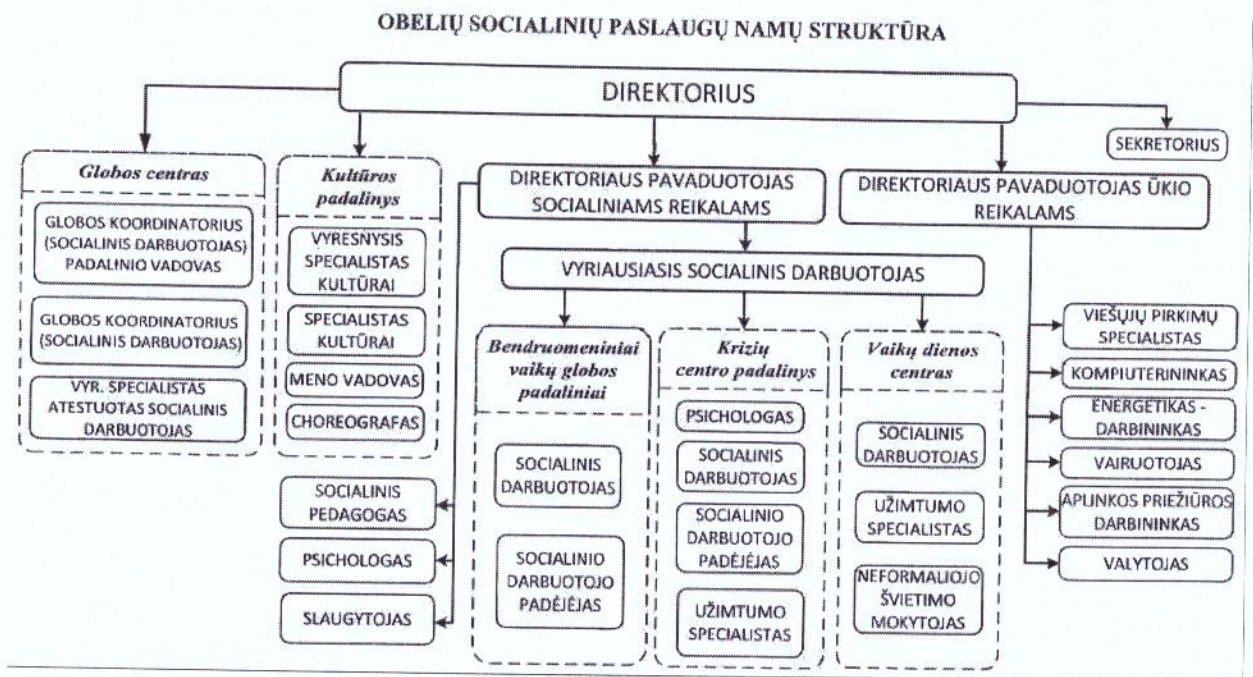 OBELIŲ SOCIALINIŲ PASLAUGŲ NAMŲ STRUKTŪRA
DIREKTORIUS
SEKRETORIUS
Globos centras
GLOBOS KOORDINATORIUS
(SOCIALINIS DARBUOTOJAS)
PADALINIO VADOVAS
GLOBOS KOORDINATORIUS
(SOCIALINIS DARBUOTOJAS)
VYR. SPECIALISTAS
ATESTUOTAS SOCIALINIS
DARBUOTOJAS
Kultūros
padalinys
VYRESNYSIS
SPECIALISTAS
KULTŪRAI
SPECIALISTAS
KULTŪRAI
MENO VADOVAS
CHOREOGRAFAS
DIREKTORIAUS PAVADUOTOJAS
SOCIALINIAMS REIKALAMS
SOCIALINIS
PEDAGOGAS
PSICHOLOGAS
SLAUGYTOJAS
VYRIAUSIASIS SOCIALINIS DARBUOTOJAS
Bendruomeniniai
vaikų globos
padaliniai
SOCIALINIS
DARBUOTOJAS
SOCIALINIO
DARBUOTOJO
PADĖJĖJAS
Krizių
centro padalinys
PSICHOLOGAS
SOCIALINIS
DARBUOTOJAS
SOCIALINIO
DARBUOTOJO
PADĖJĖJAS
UŽIMTUMO
SPECIALISTAS
Vaikų dienos
centras
SOCIALINIS
DARBUOTOJAS
UŽIMTUMO
SPECIALISTAS
NEFORMALIOJO
ŠVIETIMO
MOKYTOJAS
DIREKTORIAUS PAVADUOTOJAS ŪKIO
REIKALAMS
VIEŠŲJŲ PIRKIMŲ
SPECIALISTAS
KOMPIUTERININKAS
ENERGETIKAS -
DARBININKAS
VAIRUOTOJAS
APLINKOS PRIEŽIŪROS
DARBININKAS
VALYTOJAS